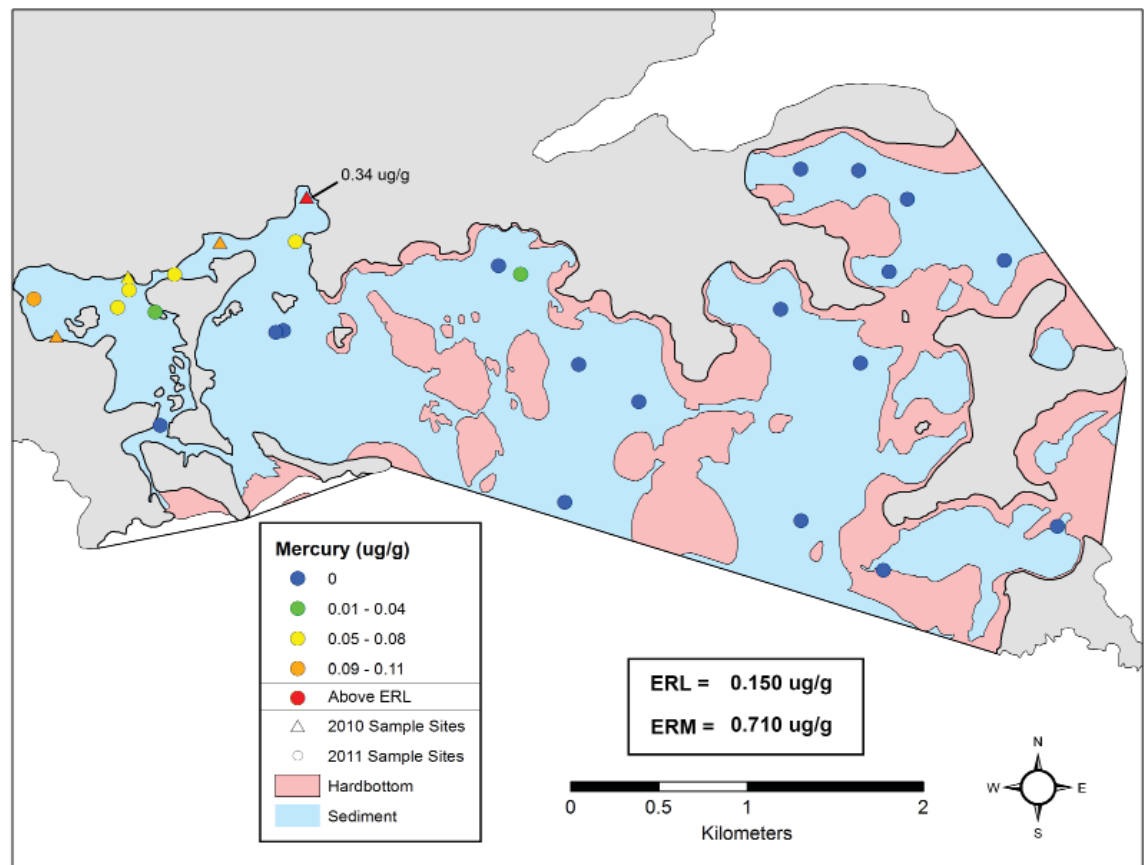 0.34 ug/g
Mercury (ug/g)
0
0.01 - 0.04
0.05 - 0.08
0.09 - 0.11
Above ERL
2010 Sample Sites
2011 Sample Sites
Hardbottom
Sediment
ERL = 0.150 ug/g
ERM = 0.710 ug/g
0 0.5 1 2
Kilometers
N
W E
S